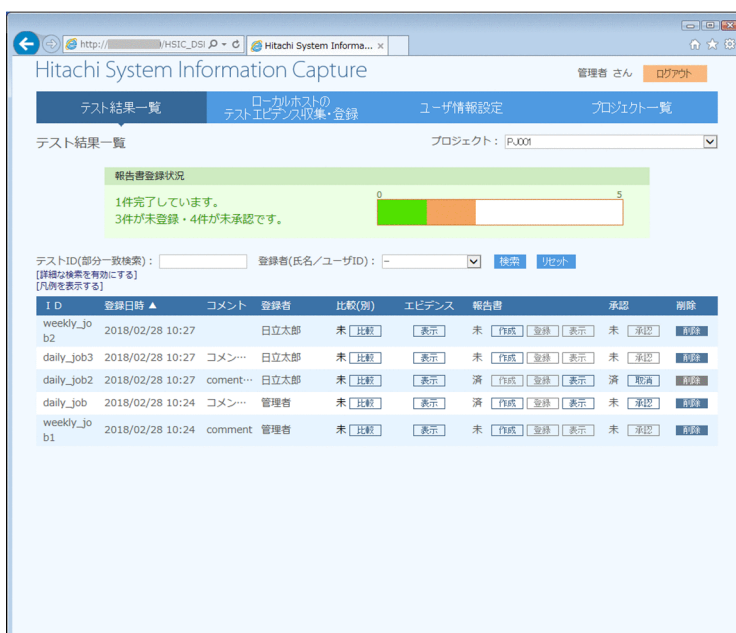 http://
/HSIC_DSI
Hitachi System Informa...
Hitachi System Information Capture
管理者 さん
ログアウト
テスト結果一覧
ローカルホストの
テストエビデンス収集・登録
ユーザ情報設定
プロジェクト一覧
テスト結果一覧
プロジェクト： PJ001
報告書登録状況
1件完了しています。
3件が未登録・4件が未承認です。
0 5
テストID(部分一致検索)：
登録者(氏名／ユーザID)： -
検索 リセット
[詳細な検索を有効にする]
[凡例を表示する]
ＩＤ 登録日時 ▲ コメント 登録者 比較(別) エビデンス 報告書 承認 削除
weekly_jo
b2 2018/02/28 10:27 日立太郎 未 比較 表示 未 作成 登録 表示 未 承認 削除
daily_job3 2018/02/28 10:27 コメン… 日立太郎 未 比較 表示 未 作成 登録 表示 未 承認 削除
daily_job2 2018/02/28 10:27 coment… 日立太郎 未 比較 表示 済 作成 登録 表示 済 取消 削除
daily_job 2018/02/28 10:24 コメン… 管理者 未 比較 表示 済 作成 登録 表示 未 承認 削除
weekly_jo
b1 2018/02/28 10:24 comment 管理者 未 比較 表示 未 作成 登録 表示 未 承認 削除